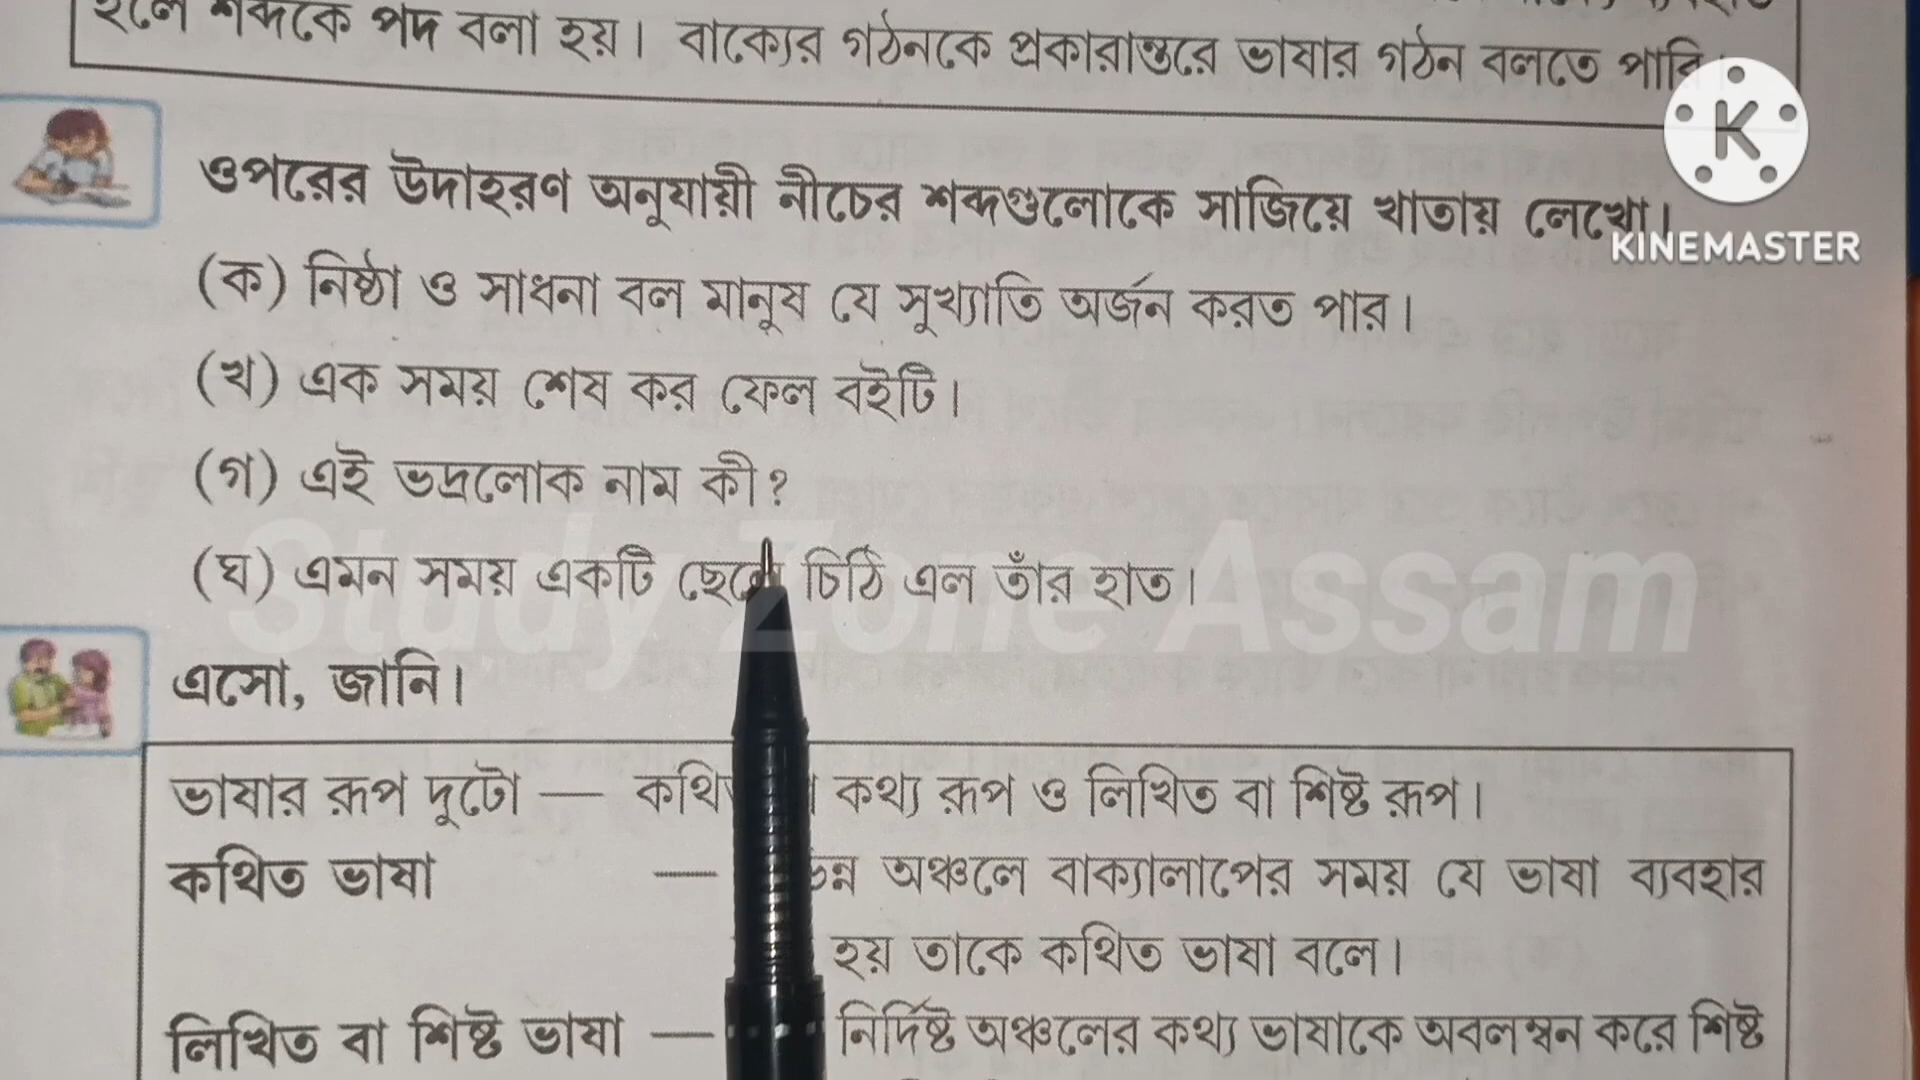 হলে শব্দকে পদ বলা হয়। বাক্যের গঠনকে প্রকারান্তরে ভাষার গঠন বলতে পারি।
KINEMASTER
ওপরের উদাহরণ অনুযায়ী নীচের শব্দগুলোকে সাজিয়ে খাতায় লেখো।
(ক) নিষ্ঠা ও সাধনা বল মানুষ যে সুখ্যাতি অর্জন করত পার।
(খ) এক সময় শেষ কর ফেল বইটি।
(গ) এই ভদ্রলোক নাম কী?
(ঘ) এমন সময় একটি চিঠি এল তাঁর হাত।
Study Zone Assam
এসো, জানি।
ভাষার রূপ দুটো — কথ্য রূপ ও লিখিত বা শিষ্ট রূপ।
কথিত ভাষা — অঞ্চলে বাক্যালাপের সময় যে ভাষা ব্যবহার
হয় তাকে কথিত ভাষা বলে।
লিখিত বা শিষ্ট ভাষা — নির্দিষ্ট অঞ্চলের কথ্য ভাষাকে অবলম্বন করে শিষ্ট